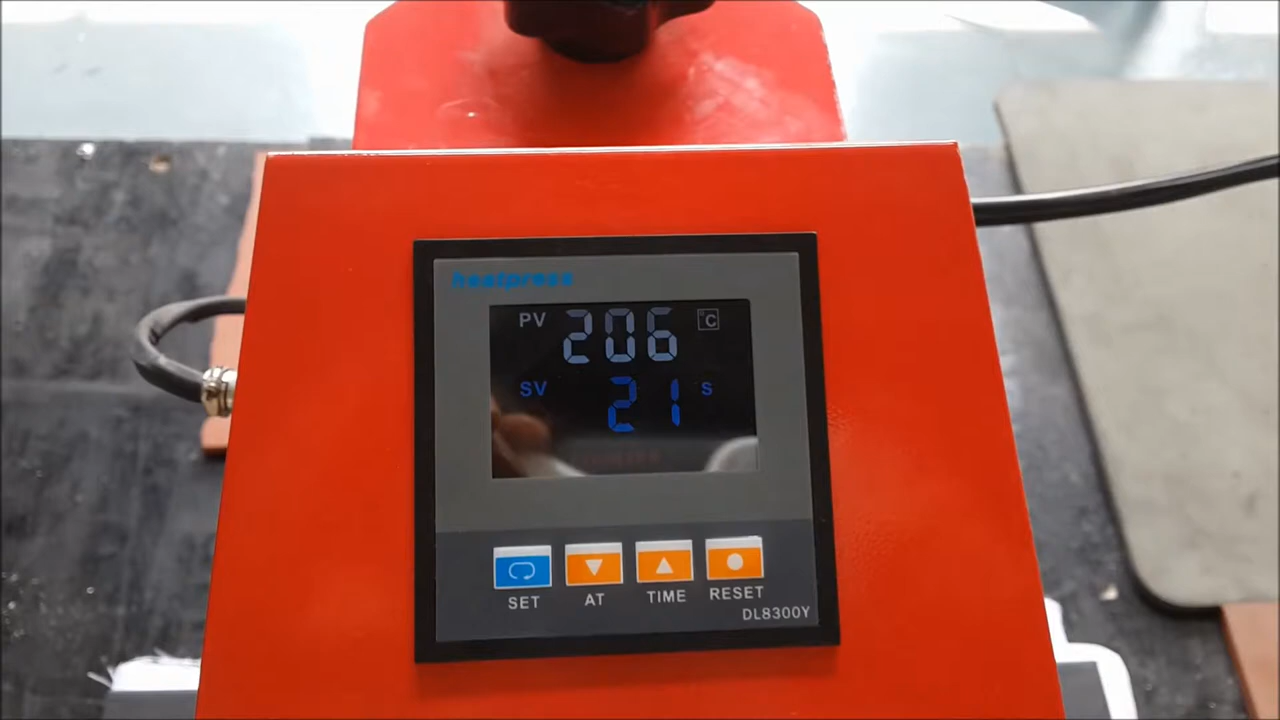 heatpress
PV 206 °C
SV 21 S
SET AT TIME RESET
DL8300Y